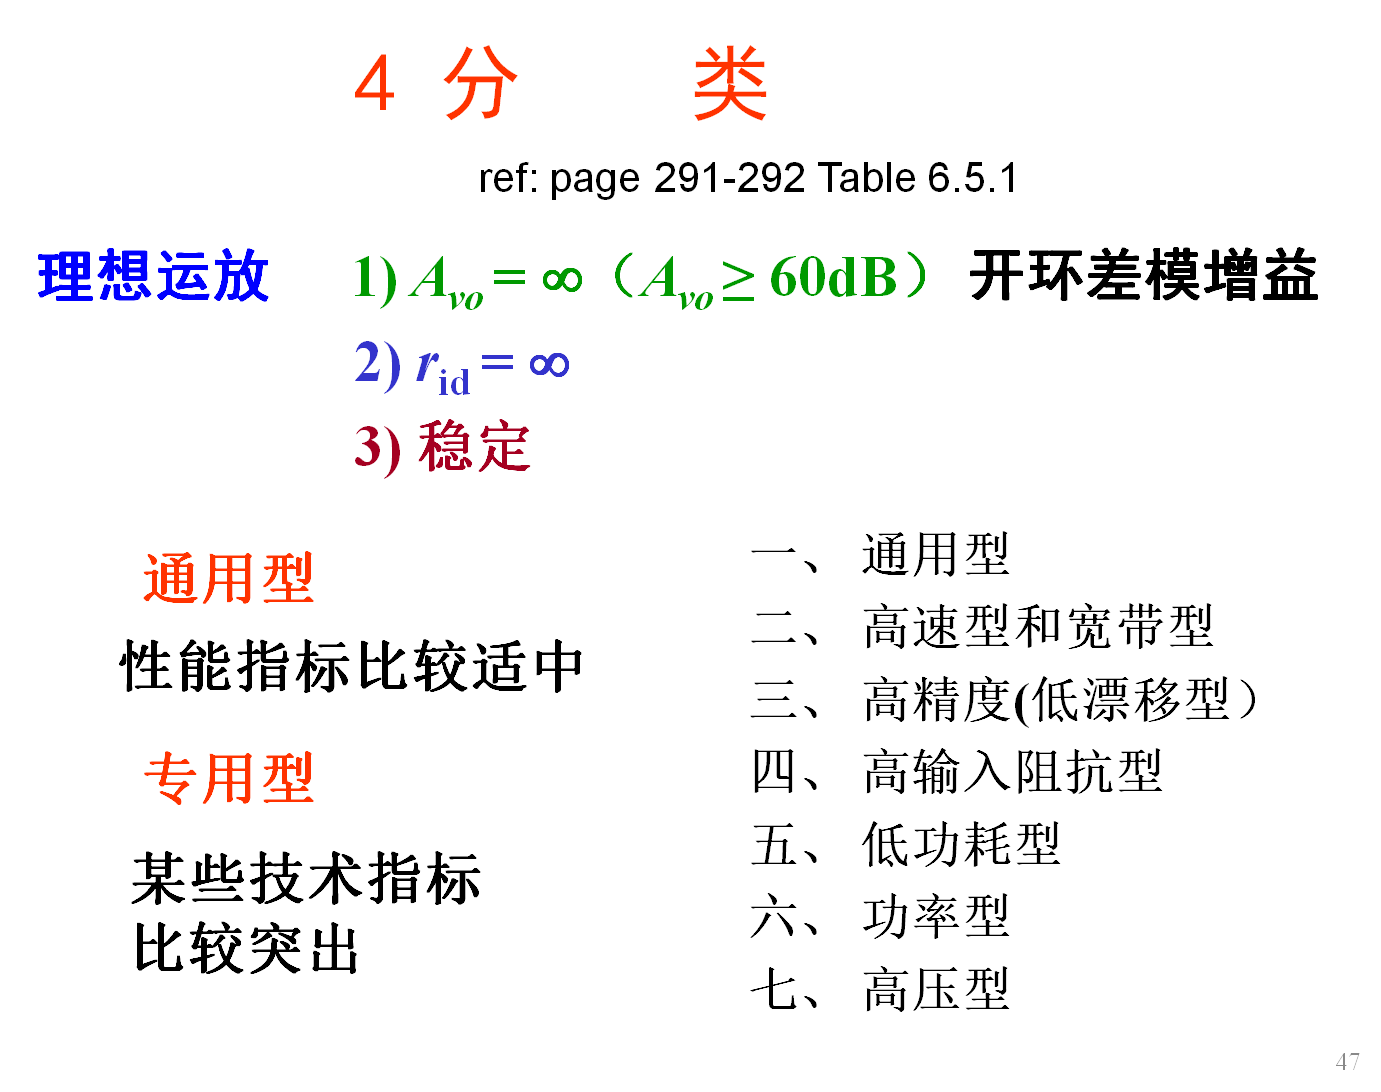 4 分 类
ref: page 291-292 Table 6.5.1
理想运放 1) Avo = ∞（Avo ≥ 60dB） 开环差模增益
2) rid = ∞
3) 稳定
通用型
性能指标比较适中
专用型
某些技术指标
比较突出
一、 通用型
二、 高速型和宽带型
三、 高精度(低漂移型）
四、 高输入阻抗型
五、 低功耗型
六、 功率型
七、 高压型
47